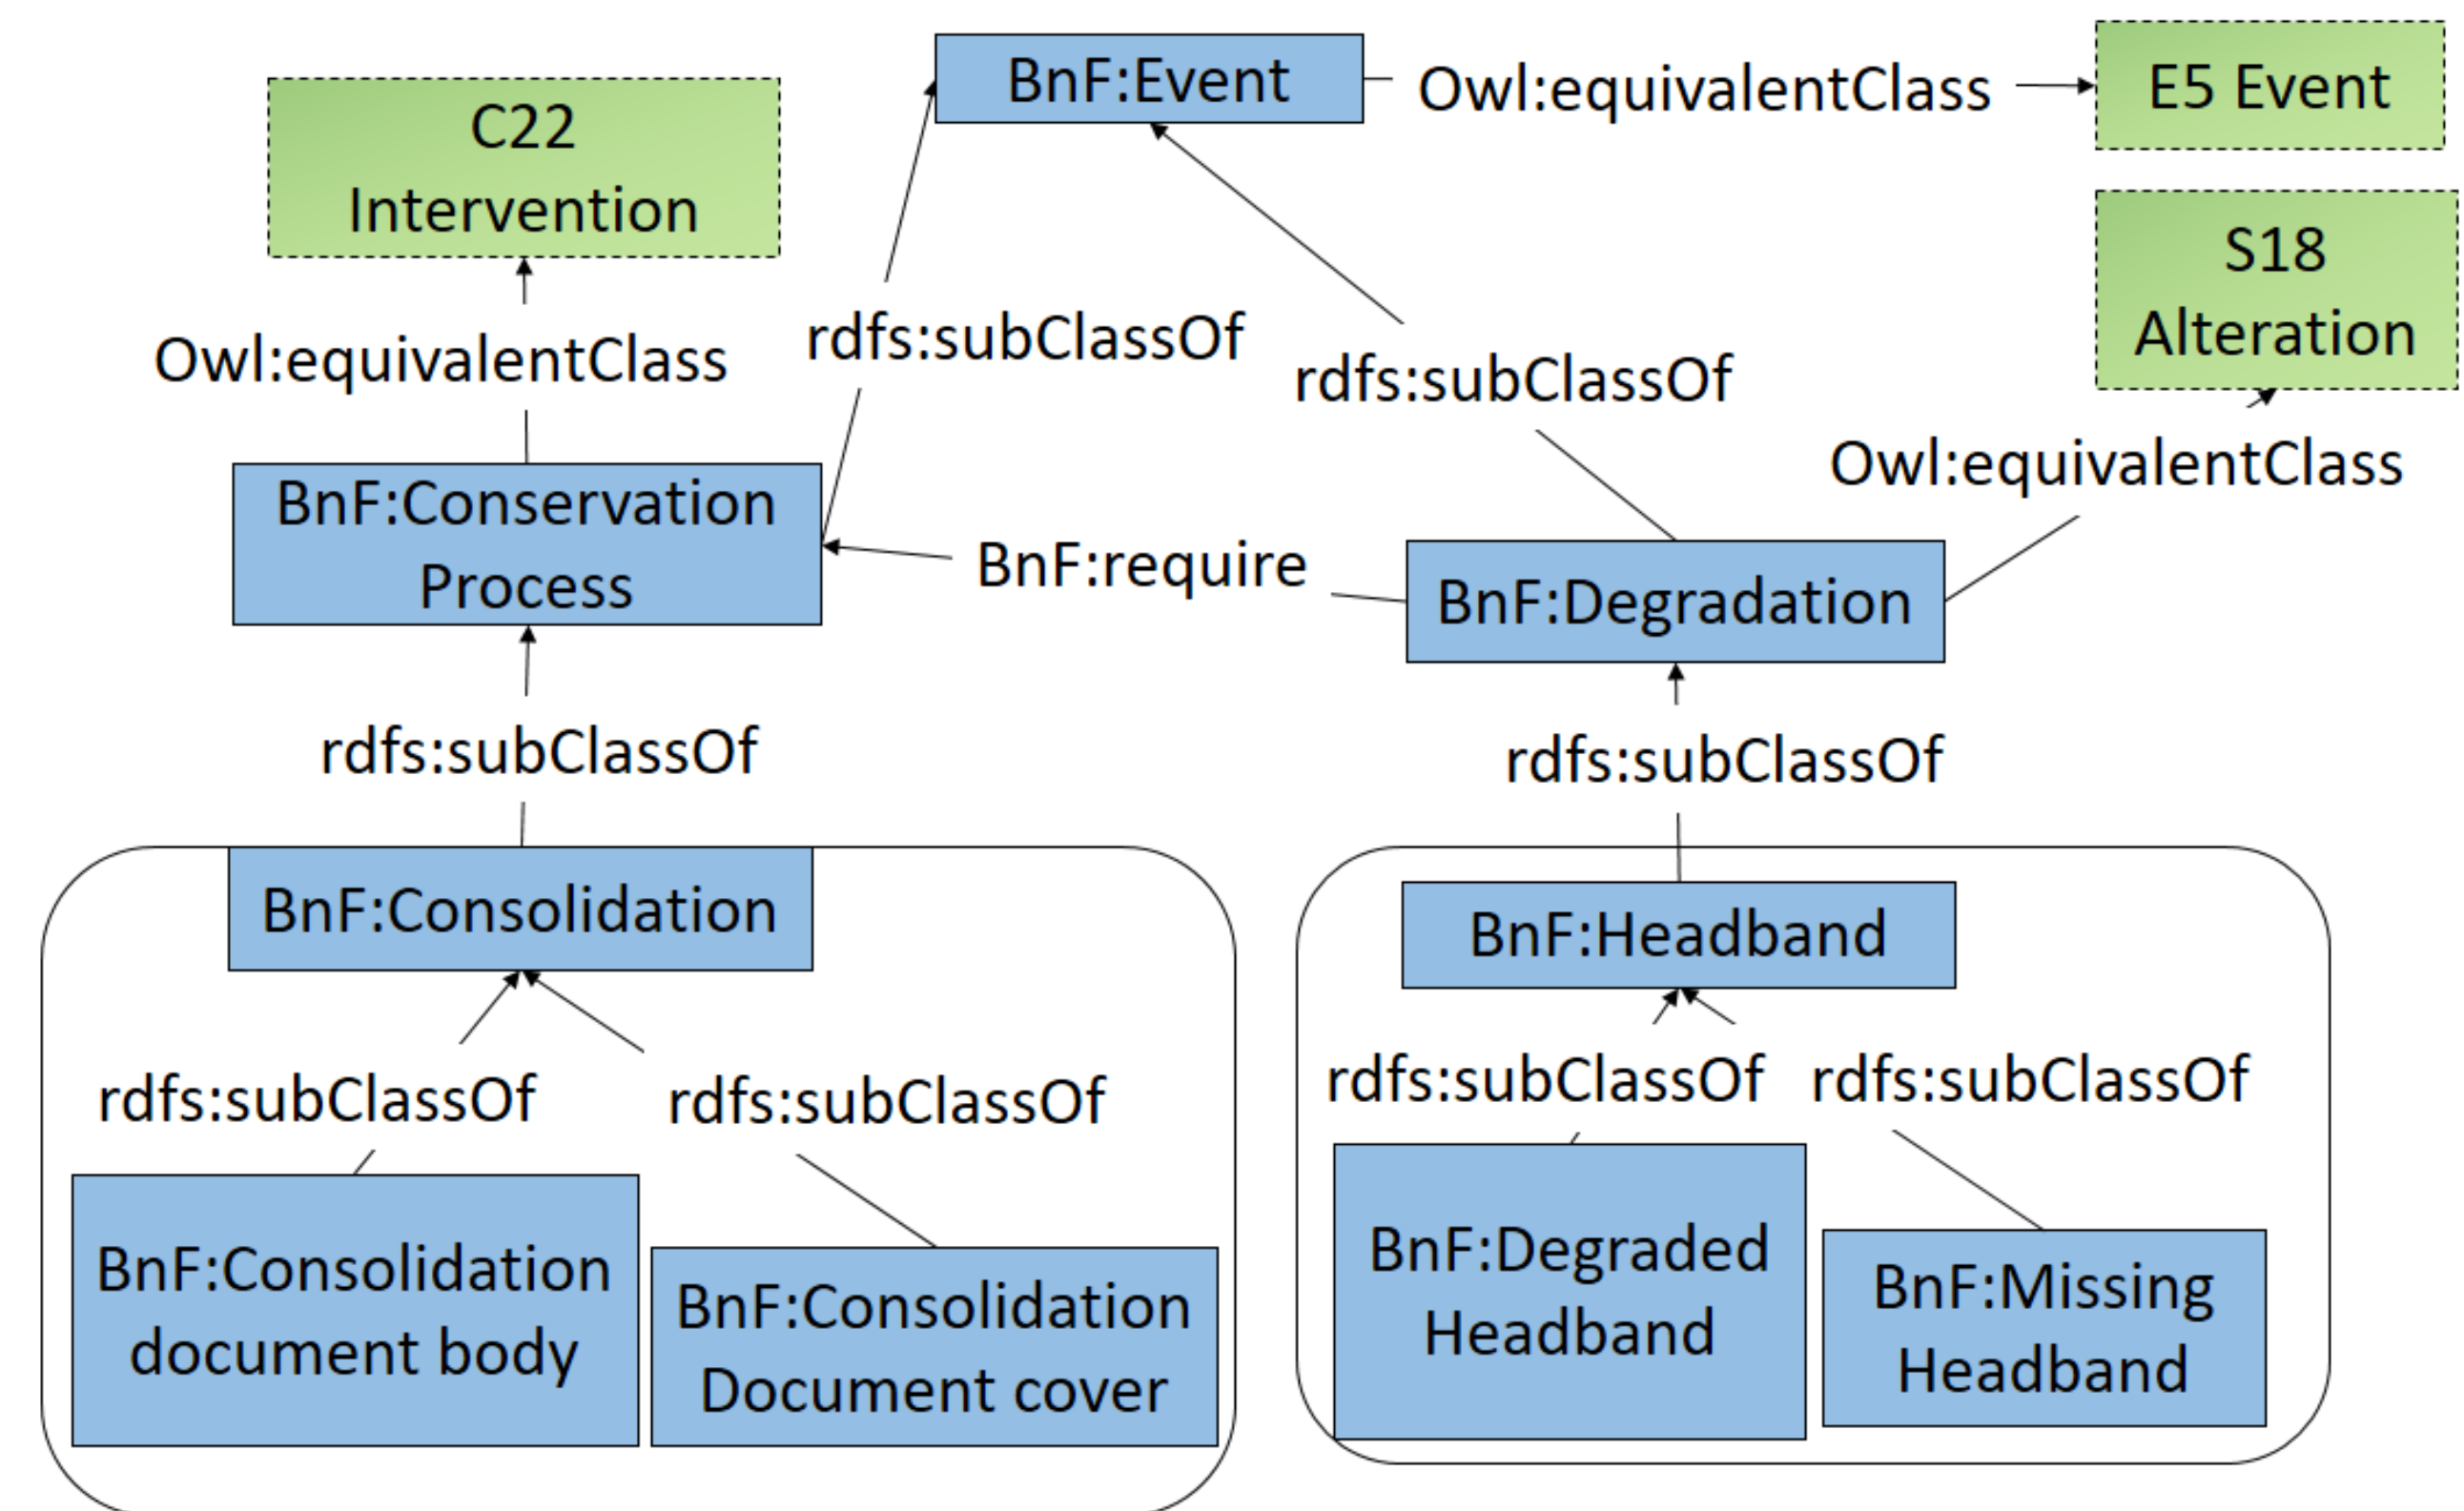 BnF:Event
Owl:equivalentClass
E5 Event
C22
Intervention
S18
Alteration
Owl:equivalentClass
rdfs:subClassOf
rdfs:subClassOf
Owl:equivalentClass
BnF:Conservation
Process
BnF:require
BnF:Degradation
rdfs:subClassOf
rdfs:subClassOf
BnF:Consolidation
BnF:Headband
rdfs:subClassOf
rdfs:subClassOf
rdfs:subClassOf
rdfs:subClassOf
BnF:Consolidation
document body
BnF:Consolidation
Document cover
BnF:Degraded
Headband
BnF:Missing
Headband